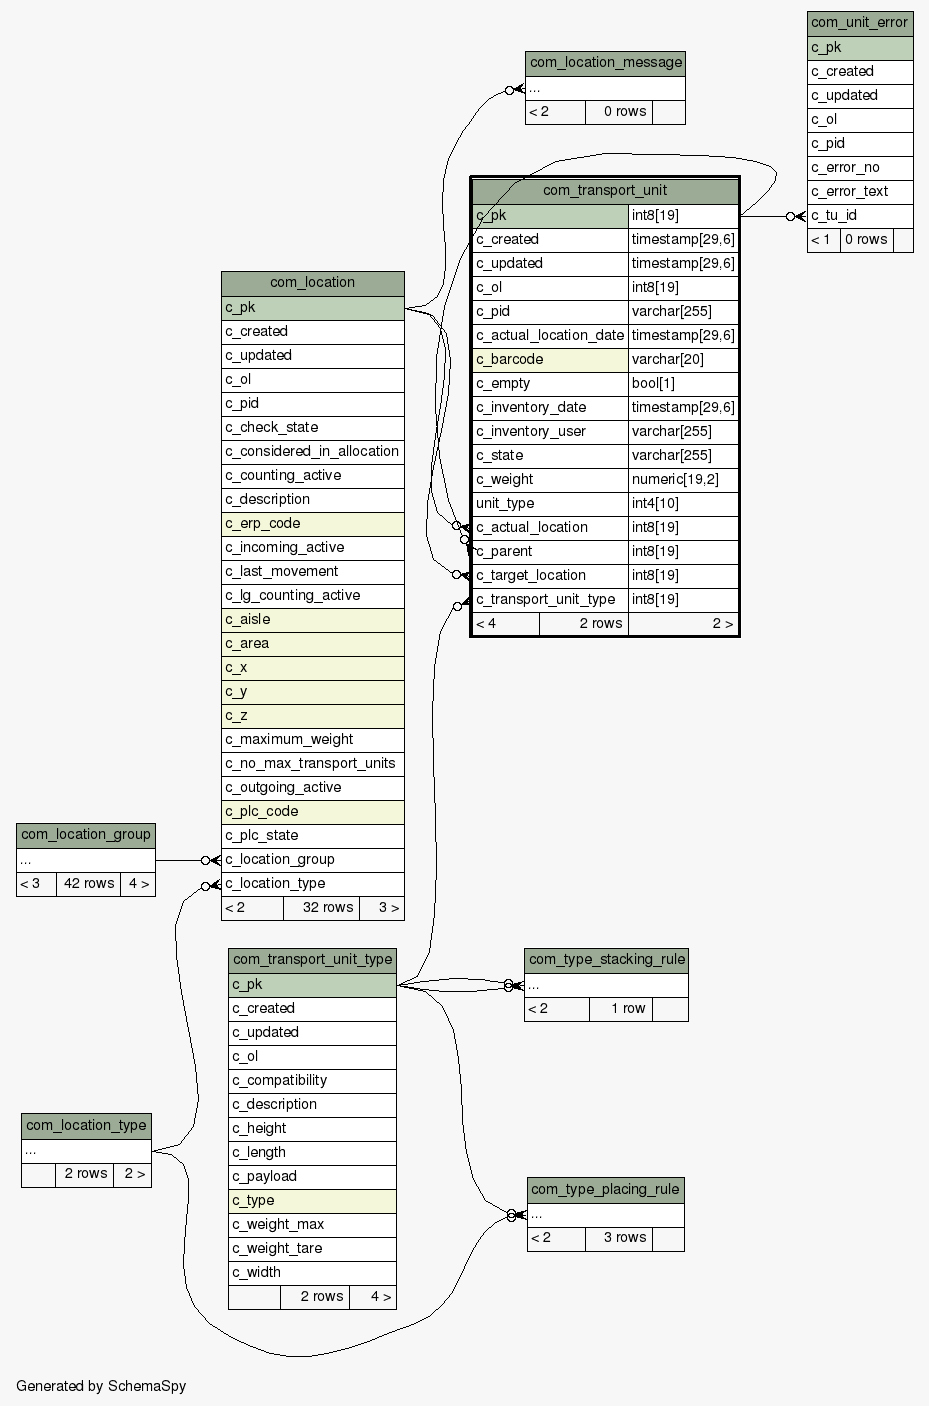 com_unit_error
c_pk
c_created
c_updated
c_ol
c_pid
c_error_no
c_error_text
c_tu_id
< 1 0 rows
com_location_message
...
< 2 0 rows
com_transport_unit
c_pk int8[19]
c_created timestamp[29,6]
c_updated timestamp[29,6]
c_ol int8[19]
c_pid varchar[255]
c_actual_location_date timestamp[29,6]
c_barcode varchar[20]
c_empty bool[1]
c_inventory_date timestamp[29,6]
c_inventory_user varchar[255]
c_state varchar[255]
c_weight numeric[19,2]
unit_type int4[10]
c_actual_location int8[19]
c_parent int8[19]
c_target_location int8[19]
c_transport_unit_type int8[19]
< 4 2 rows 2 >
com_location
c_pk
c_created
c_updated
c_ol
c_pid
c_check_state
c_considered_in_allocation
c_counting_active
c_description
c_erp_code
c_incoming_active
c_last_movement
c_lg_counting_active
c_aisle
c_area
c_x
c_y
c_z
c_maximum_weight
c_no_max_transport_units
c_outgoing_active
c_plc_code
c_plc_state
c_location_group
c_location_type
< 2 32 rows 3 >
com_location_group
...
< 3 42 rows 4 >
com_transport_unit_type
c_pk
c_created
c_updated
c_ol
c_compatibility
c_description
c_height
c_length
c_payload
c_type
c_weight_max
c_weight_tare
c_width
2 rows 4 >
com_type_stacking_rule
...
< 2 1 row
com_location_type
...
2 rows 2 >
com_type_placing_rule
...
< 2 3 rows
Generated by SchemaSpy